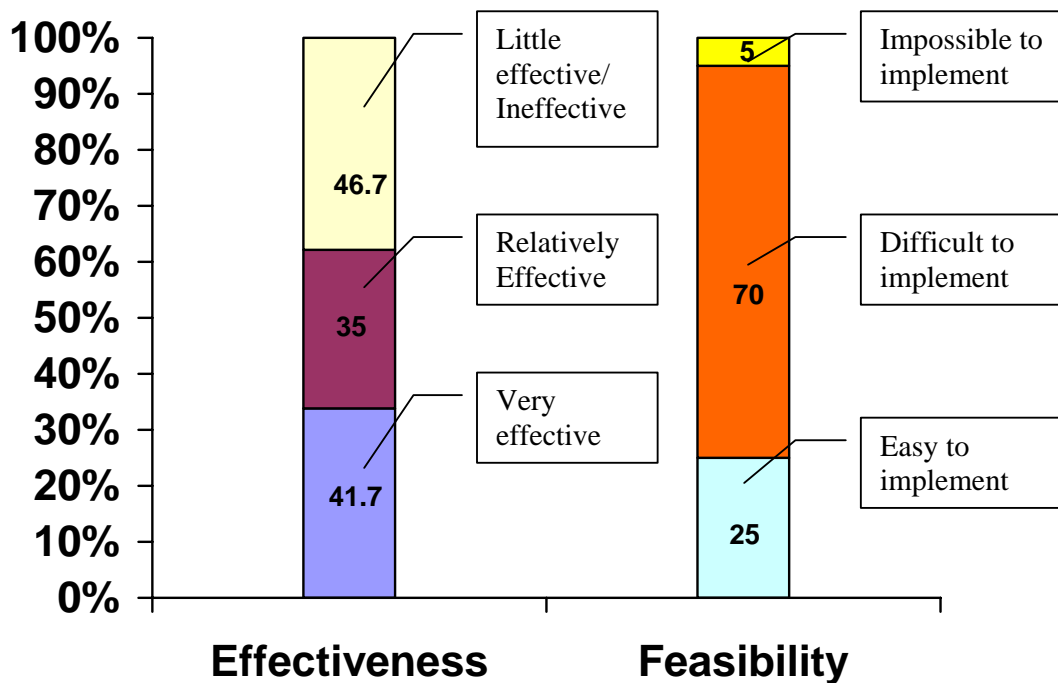 100%
90%
80%
70%
60%
50%
40%
30%
20%
10%
0%
46.7
35
41.7
Little
effective/
Ineffective
Relatively
Effective
Very
effective
5
70
25
Impossible to
implement
Difficult to
implement
Easy to
implement
Effectiveness
Feasibility